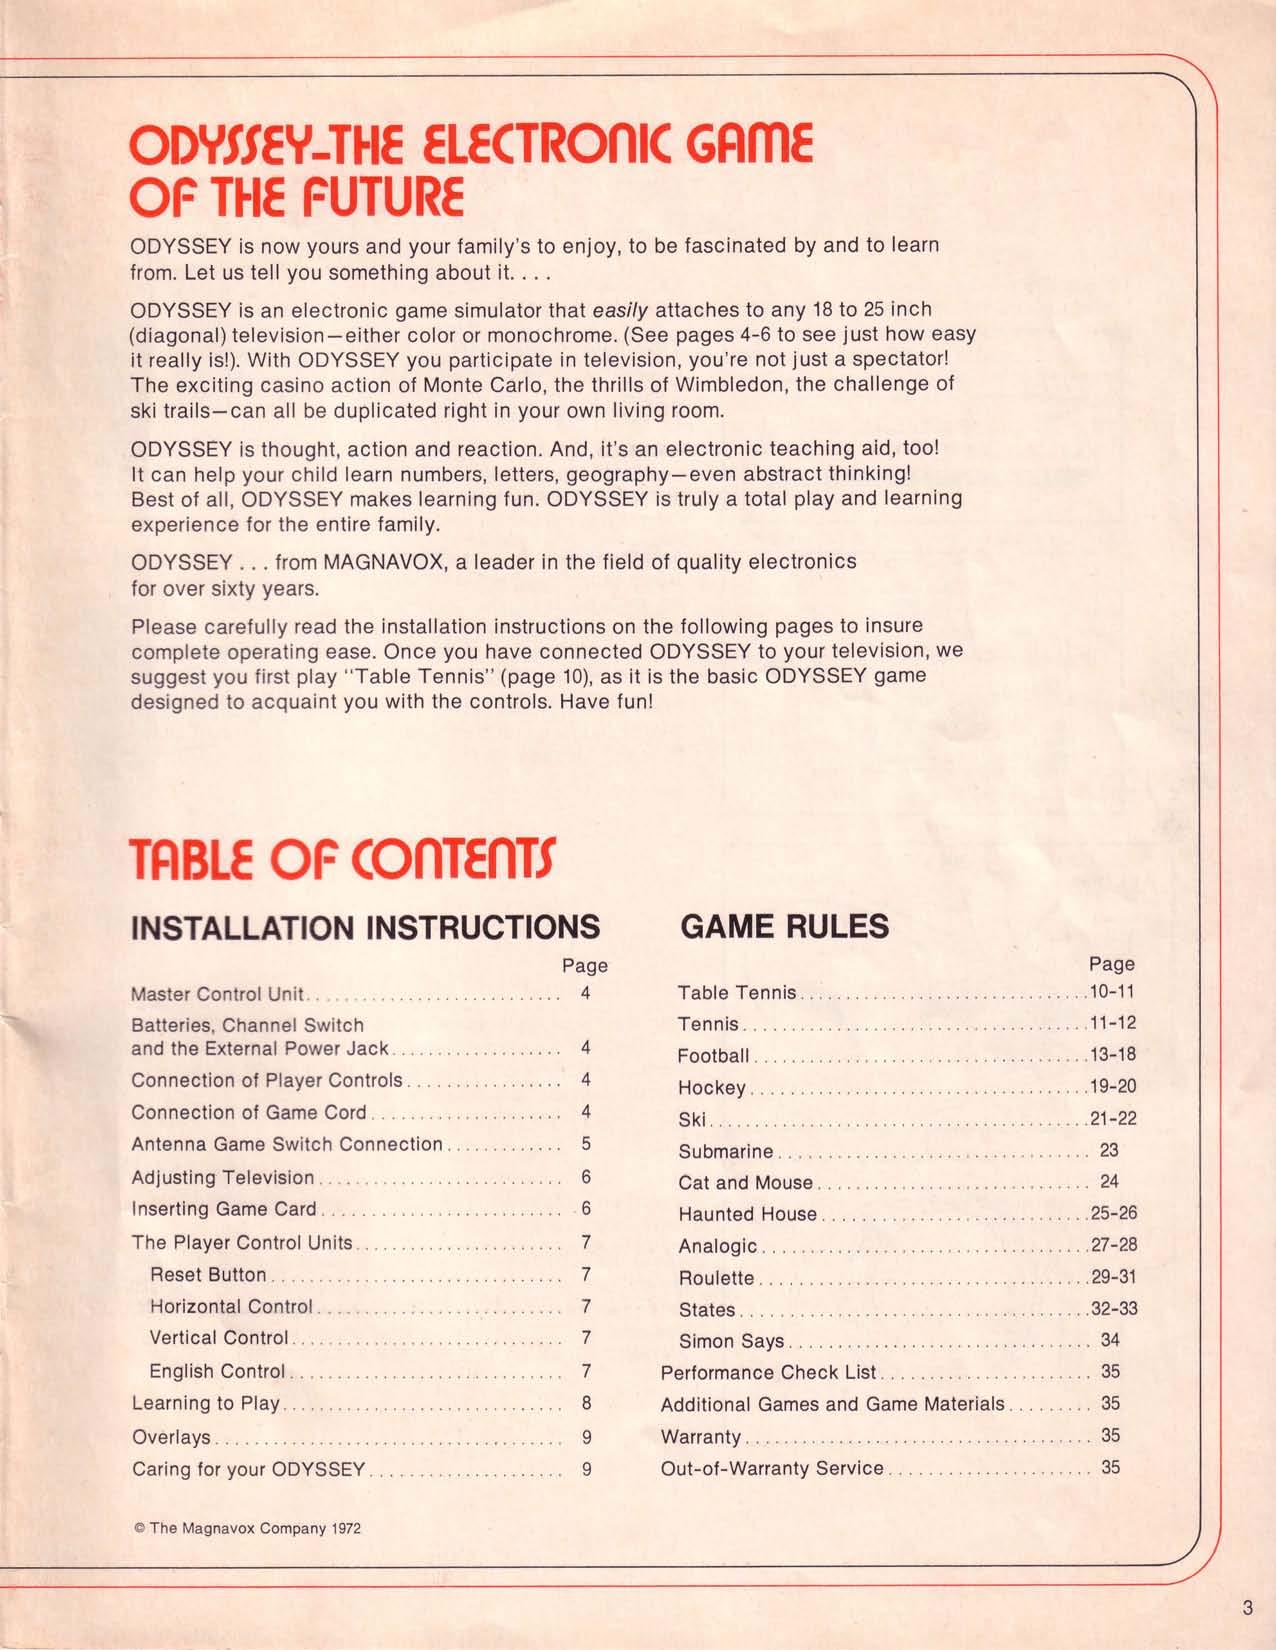 ODYSSEY-THE ELECTRONIC GAME
OF THE FUTURE
ODYSSEY is now yours and your family's to enjoy, to be fascinated by and to learn
from. Let us tell you something about it. . . .
ODYSSEY is an electronic game simulator that easily attaches to any 18 to 25 inch
(diagonal) television—either color or monochrome. (See pages 4-6 to see just how easy
it really is!). With ODYSSEY you participate in television, you're not just a spectator!
The exciting casino action of Monte Carlo, the thrills of Wimbledon, the challenge of
ski trails—can all be duplicated right in your own living room.
ODYSSEY is thought, action and reaction. And, it's an electronic teaching aid, too!
It can help your child learn numbers, letters, geography—even abstract thinking!
Best of all, ODYSSEY makes learning fun. ODYSSEY is truly a total play and learning
experience for the entire family.
ODYSSEY . . . from MAGNAVOX, a leader in the field of quality electronics
for over sixty years.
Please carefully read the installation instructions on the following pages to insure
complete operating ease. Once you have connected ODYSSEY to your television, we
suggest you first play "Table Tennis" (page 10), as it is the basic ODYSSEY game
designed to acquaint you with the controls. Have fun!
TABLE OF CONTENTS
INSTALLATION INSTRUCTIONS
Page
Master Control Unit. . . . . . . . . . 4
Batteries, Channel Switch
and the External Power Jack. . . . . . . . . . 4
Connection of Player Controls. . . . . . . . . . 4
Connection of Game Cord. . . . . . . . . . 4
Antenna Game Switch Connection. . . . . . . . . . 5
Adjusting Television. . . . . . . . . . 6
Inserting Game Card. . . . . . . . . . 6
The Player Control Units. . . . . . . . . . 7
Reset Button. . . . . . . . . . 7
Horizontal Control. . . . . . . . . . 7
Vertical Control. . . . . . . . . . 7
English Control. . . . . . . . . . 7
Learning to Play. . . . . . . . . . 8
Overlays. . . . . . . . . . 9
Caring for your ODYSSEY. . . . . . . . . . 9
GAME RULES
Page
Table Tennis. . . . . . . . . . 10-11
Tennis. . . . . . . . . . 11-12
Football. . . . . . . . . . 13-18
Hockey. . . . . . . . . . 19-20
Ski. . . . . . . . . . 21-22
Submarine. . . . . . . . . . 23
Cat and Mouse. . . . . . . . . . 24
Haunted House. . . . . . . . . . 25-26
Analogic. . . . . . . . . . 27-28
Roulette. . . . . . . . . . 29-31
States. . . . . . . . . . 32-33
Simon Says. . . . . . . . . . 34
Performance Check List. . . . . . . . . . 35
Additional Games and Game Materials. . . . . . . . . . 35
Warranty. . . . . . . . . . 35
Out-of-Warranty Service. . . . . . . . . . 35
© The Magnavox Company 1972
3